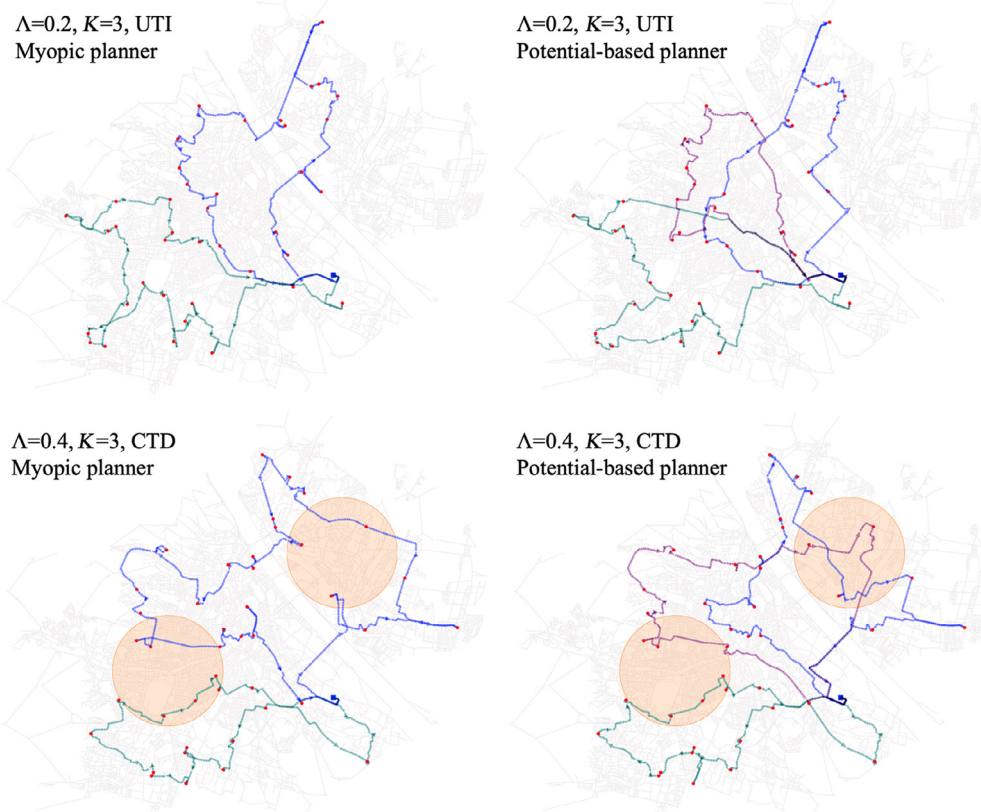 Λ=0.2, K=3, UTI
Myopic planner
Λ=0.2, K=3, UTI
Potential-based planner
Λ=0.4, K=3, CTD
Myopic planner
Λ=0.4, K=3, CTD
Potential-based planner